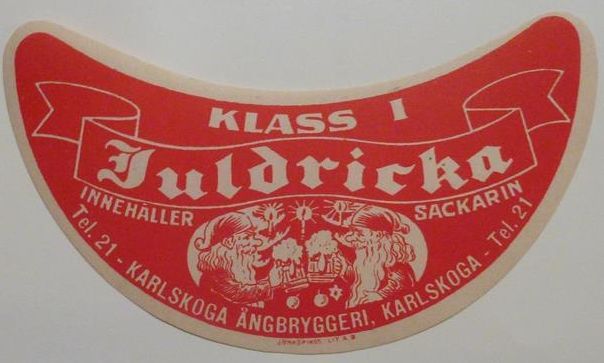 KLASS I
Juldricka
INNEHÅLLER SACKARIN
Tel. 21 - KARLSKOGA ÅNGBRYGGERI, KARLSKOGA - Tel. 21